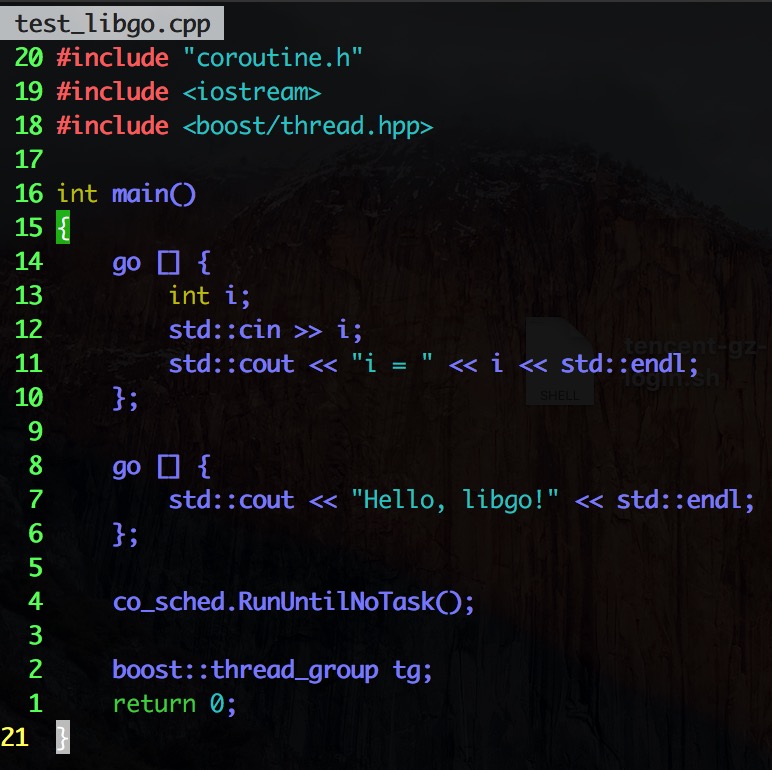 test_libgo.cpp
20 #include "coroutine.h"
19 #include <iostream>
18 #include <boost/thread.hpp>
17
16 int main()
15 {
14     go [] {
13         int i;
12         std::cin >> i;
11         std::cout << "i = " << i << std::endl;
10     };
9
8     go [] {
7         std::cout << "Hello, libgo!" << std::endl;
6     };
5
4     co_sched.RunUntilNoTask();
3
2     boost::thread_group tg;
1     return 0;
21 }
tencent-gz-
login.sh
SHELL